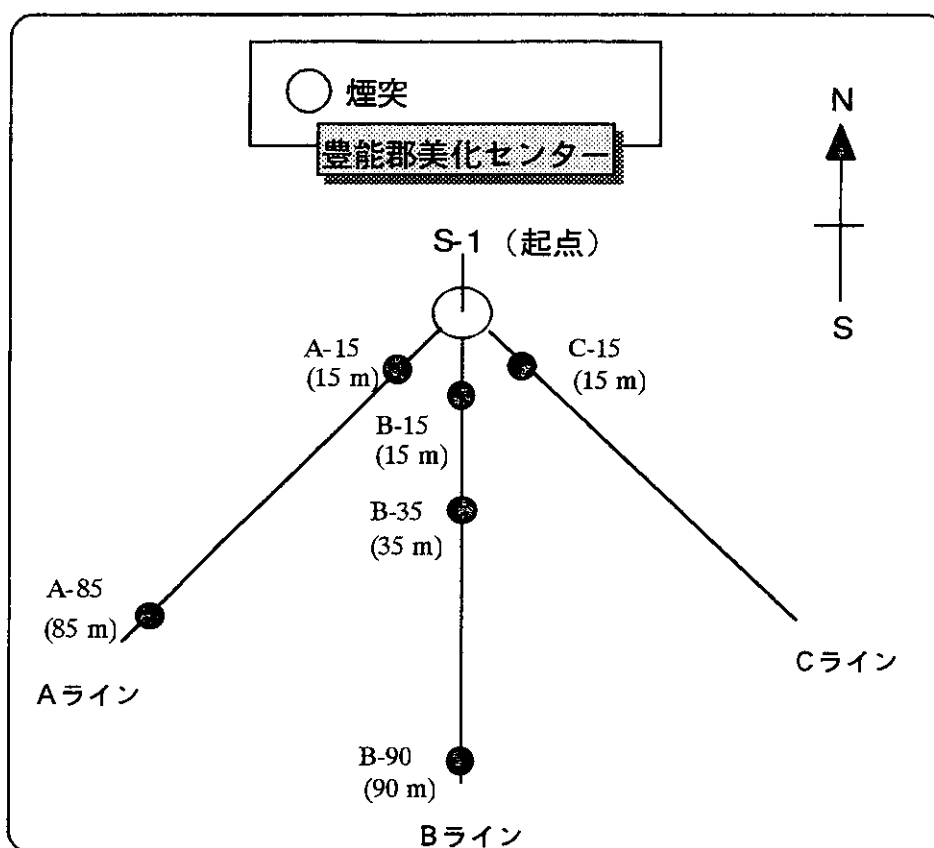 煙突
豊能郡美化センター
N
S
S-1 (起点)
A-15
(15 m)
C-15
(15 m)
B-15
(15 m)
B-35
(35 m)
A-85
(85 m)
Aライン
Cライン
B-90
(90 m)
Bライン